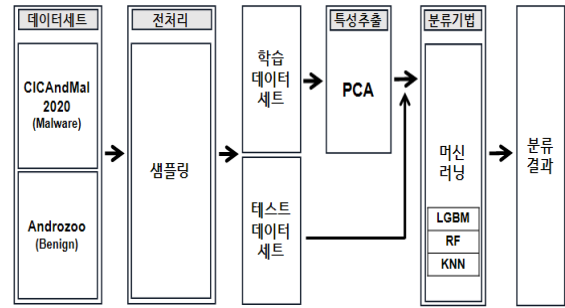 데이터세트
CICAndMal
2020
(Malware)
Androzoo
(Benign)
전처리
샘플링
학습
데이터
세트
테스트
데이터
세트
특성추출
PCA
분류기법
머신
러닝
LGBM
RF
KNN
분류
결과